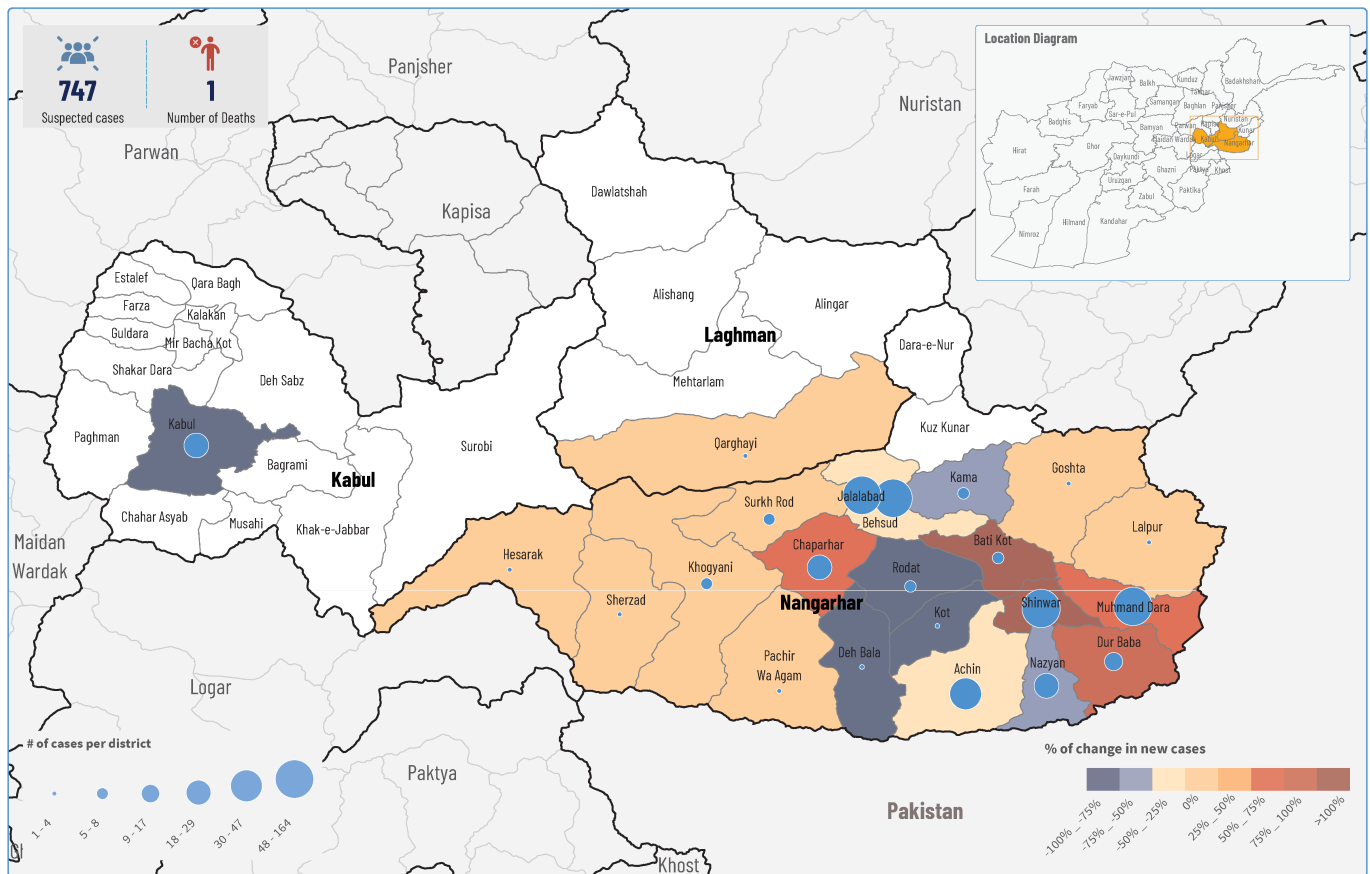 747
Suspected cases
1
Number of Deaths
Location Diagram
Jawzjan
Balkh
Kunduz
Takhar
Badakhshan
Faryab
Samangan
Baghlan
Panjsher
Sar-e-Pul
Badghis
Bamyan
Parwan
Kapisa
Nuristan
Kunar
Maidan Wardak
Kabul
Nangarhar
Hirat
Ghor
Daykundi
Logar
Ghazni
Paktya
Khost
Uruzgan
Paktika
Farah
Zabul
Hilmand
Kandahar
Nimroz
Panjsher
Nuristan
Parwan
Kapisa
Dawlatshah
Estalef
Qara Bagh
Farza
Kalakan
Guldara
Mir Bacha Kot
Shakar Dara
Deh Sabz
Alishang
Alingar
Laghman
Dara-e-Nur
Mehtarlam
Kabul
Paghman
Bagrami
Surobi
Kabul
Qarghayi
Kuz Kunar
Chahar Asyab
Musahi
Khak-e-Jabbar
Maidan
Wardak
Kama
Goshta
Surkh Rod
Jalalabad
Behsud
Lalpur
Hesarak
Chaparhar
Bati Kot
Khogyani
Rodat
Sherzad
Nangarhar
Shinwar
Muhmand Dara
Kot
Dur Baba
Deh Bala
Pachir
Wa Agam
Achin
Nazyan
Logar
Paktya
Pakistan
Khost
# of cases per district
1 - 4
5 - 8
9 - 17
18 - 29
30 - 47
48 - 164
% of change in new cases
-100% _ -75%
-75% _ -50%
-50% _ -25%
0%
25% _ 50%
50% _ 75%
75% _ 100%
>100%